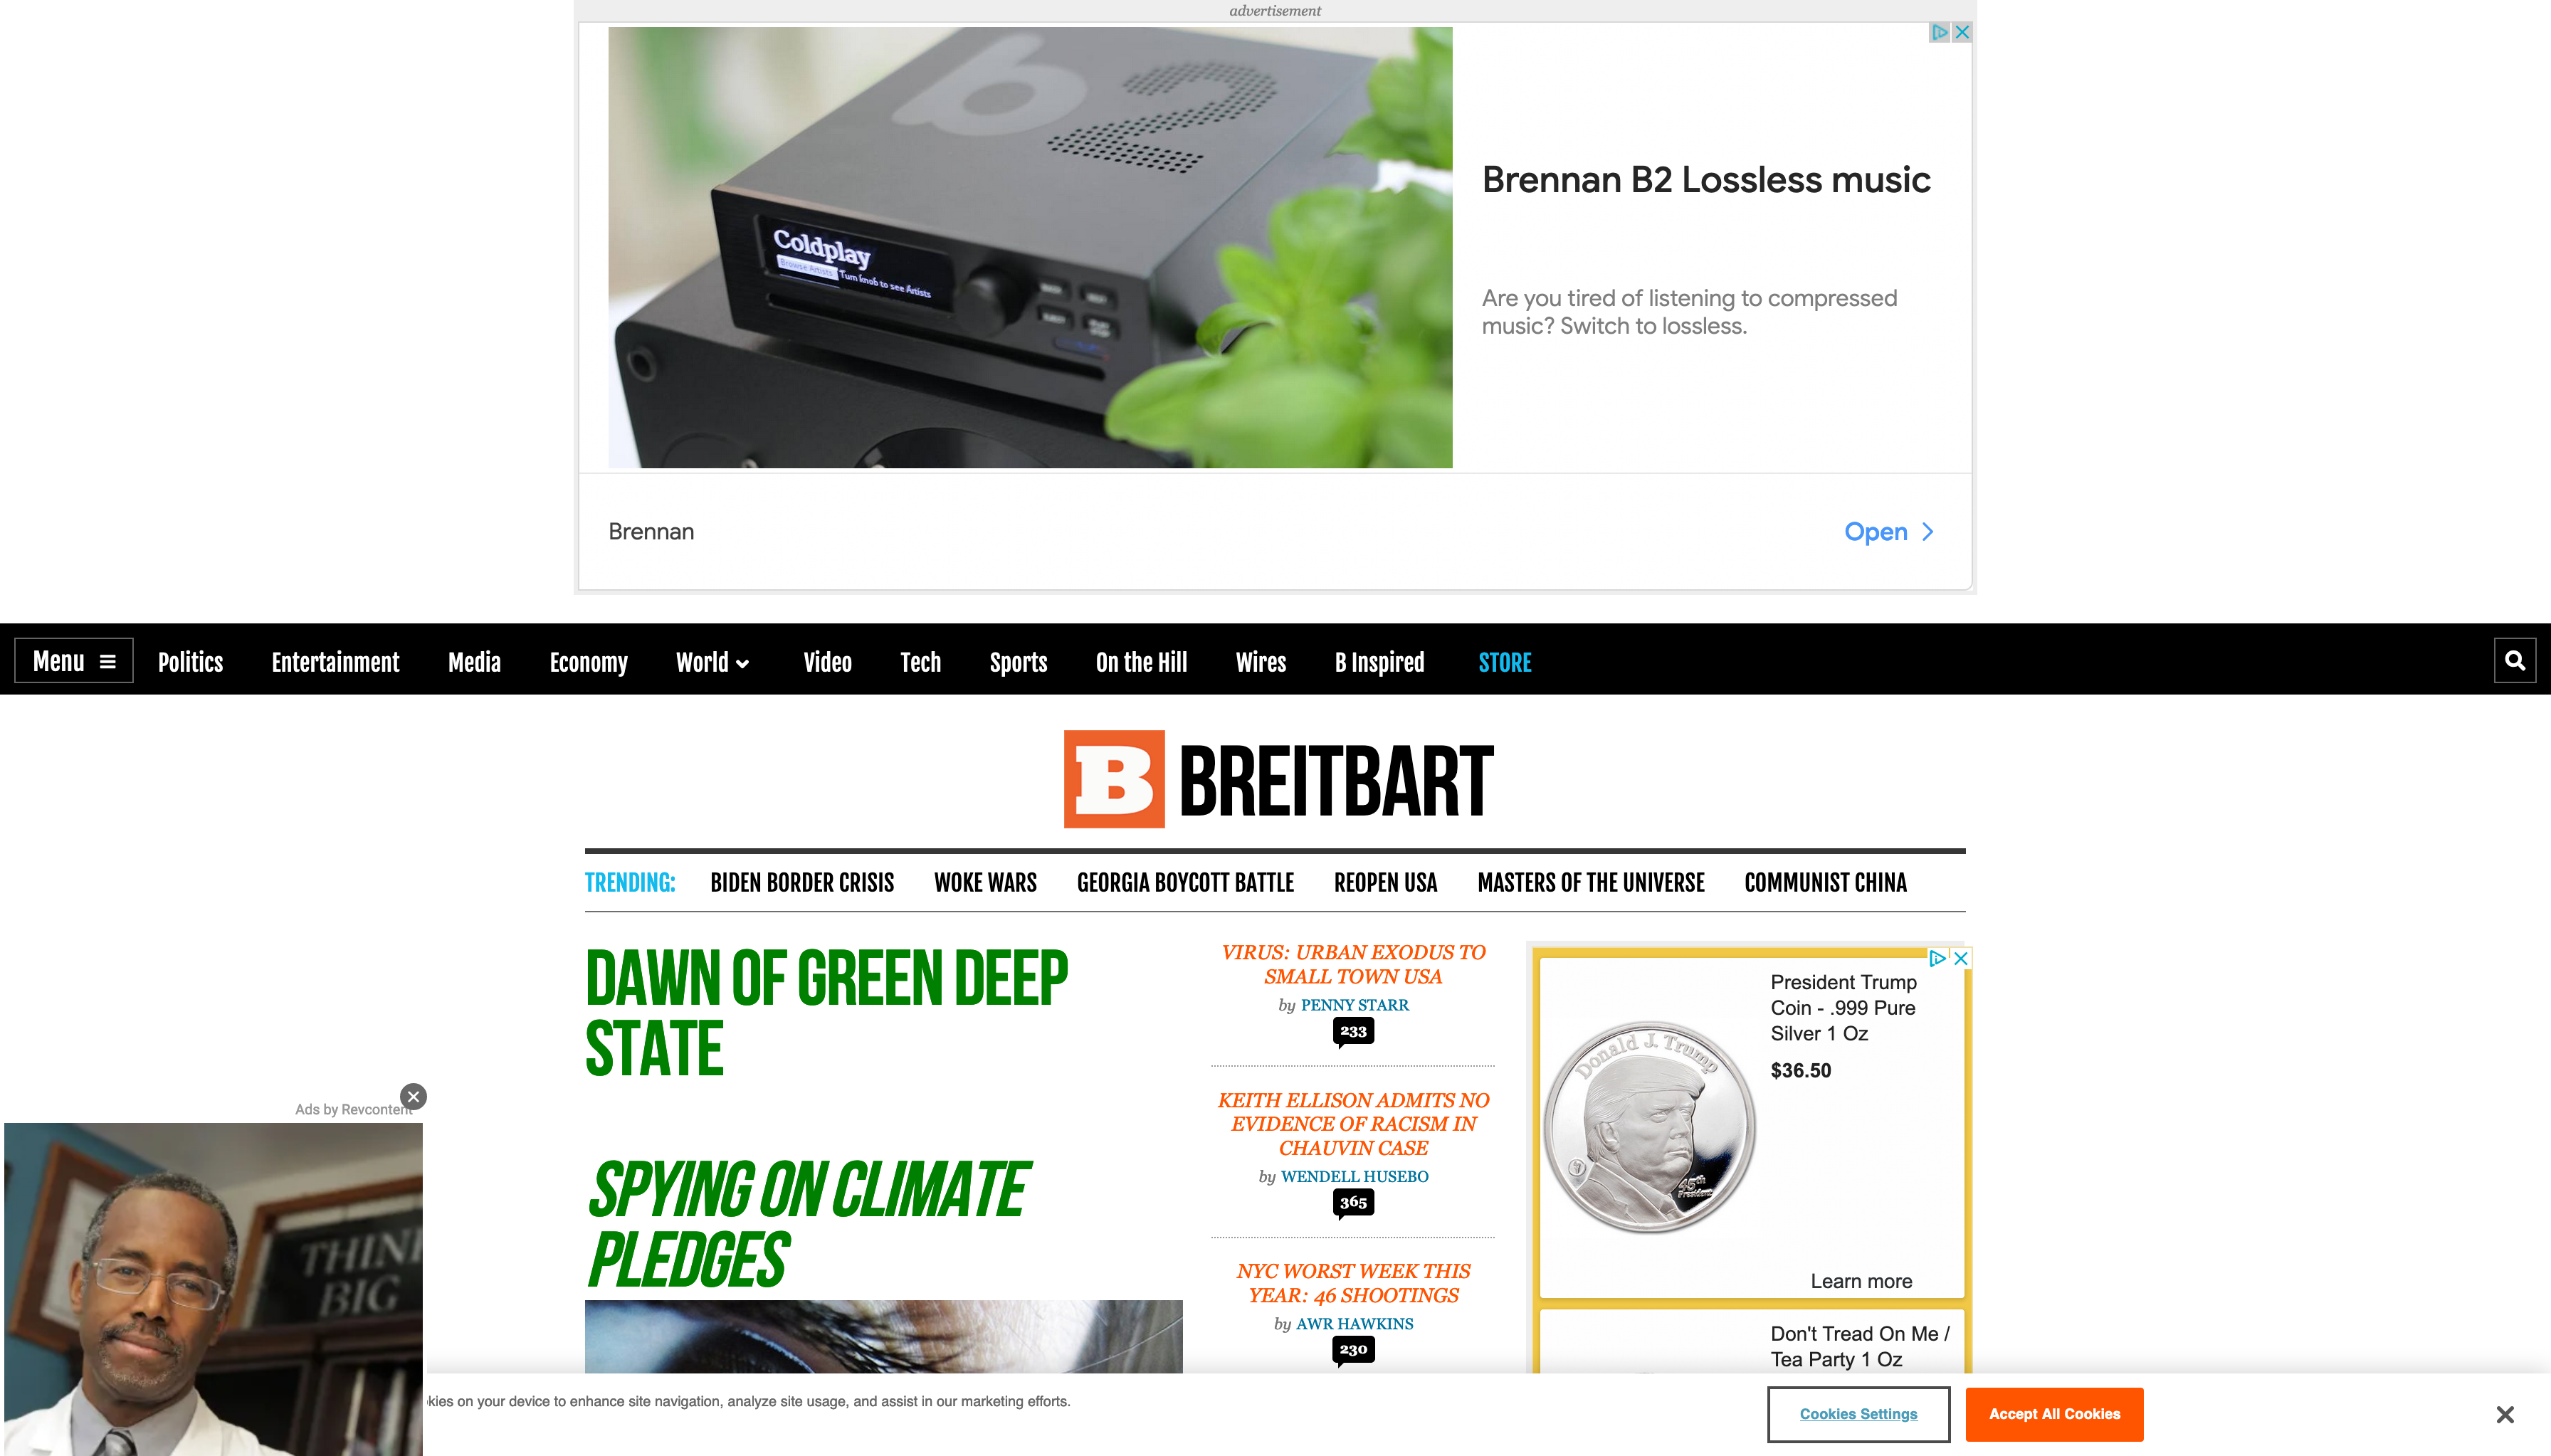 advertisement
b2
Coldplay
Browse Artists Turn knob to see Artists
Brennan B2 Lossless music
Are you tired of listening to compressed
music? Switch to lossless.
Brennan
Open
Menu
Politics
Entertainment
Media
Economy
World
Video
Tech
Sports
On the Hill
Wires
B Inspired
STORE
B BREITBART
TRENDING: BIDEN BORDER CRISIS WOKE WARS GEORGIA BOYCOTT BATTLE REOPEN USA MASTERS OF THE UNIVERSE COMMUNIST CHINA
DAWN OF GREEN DEEP
STATE
SPYING ON CLIMATE
PLEDGES
VIRUS: URBAN EXODUS TO
SMALL TOWN USA
by PENNY STARR
233
KEITH ELLISON ADMITS NO
EVIDENCE OF RACISM IN
CHAUVIN CASE
by WENDELL HUSEBO
365
NYC WORST WEEK THIS
YEAR: 46 SHOOTINGS
by AWR HAWKINS
230
President Trump
Coin - .999 Pure
Silver 1 Oz
$36.50
Donald J. Trump
45th
President
Learn more
Don't Tread On Me /
Tea Party 1 Oz
Ads by Revcontent
THINK
BIG
kies on your device to enhance site navigation, analyze site usage, and assist in our marketing efforts.
Cookies Settings
Accept All Cookies